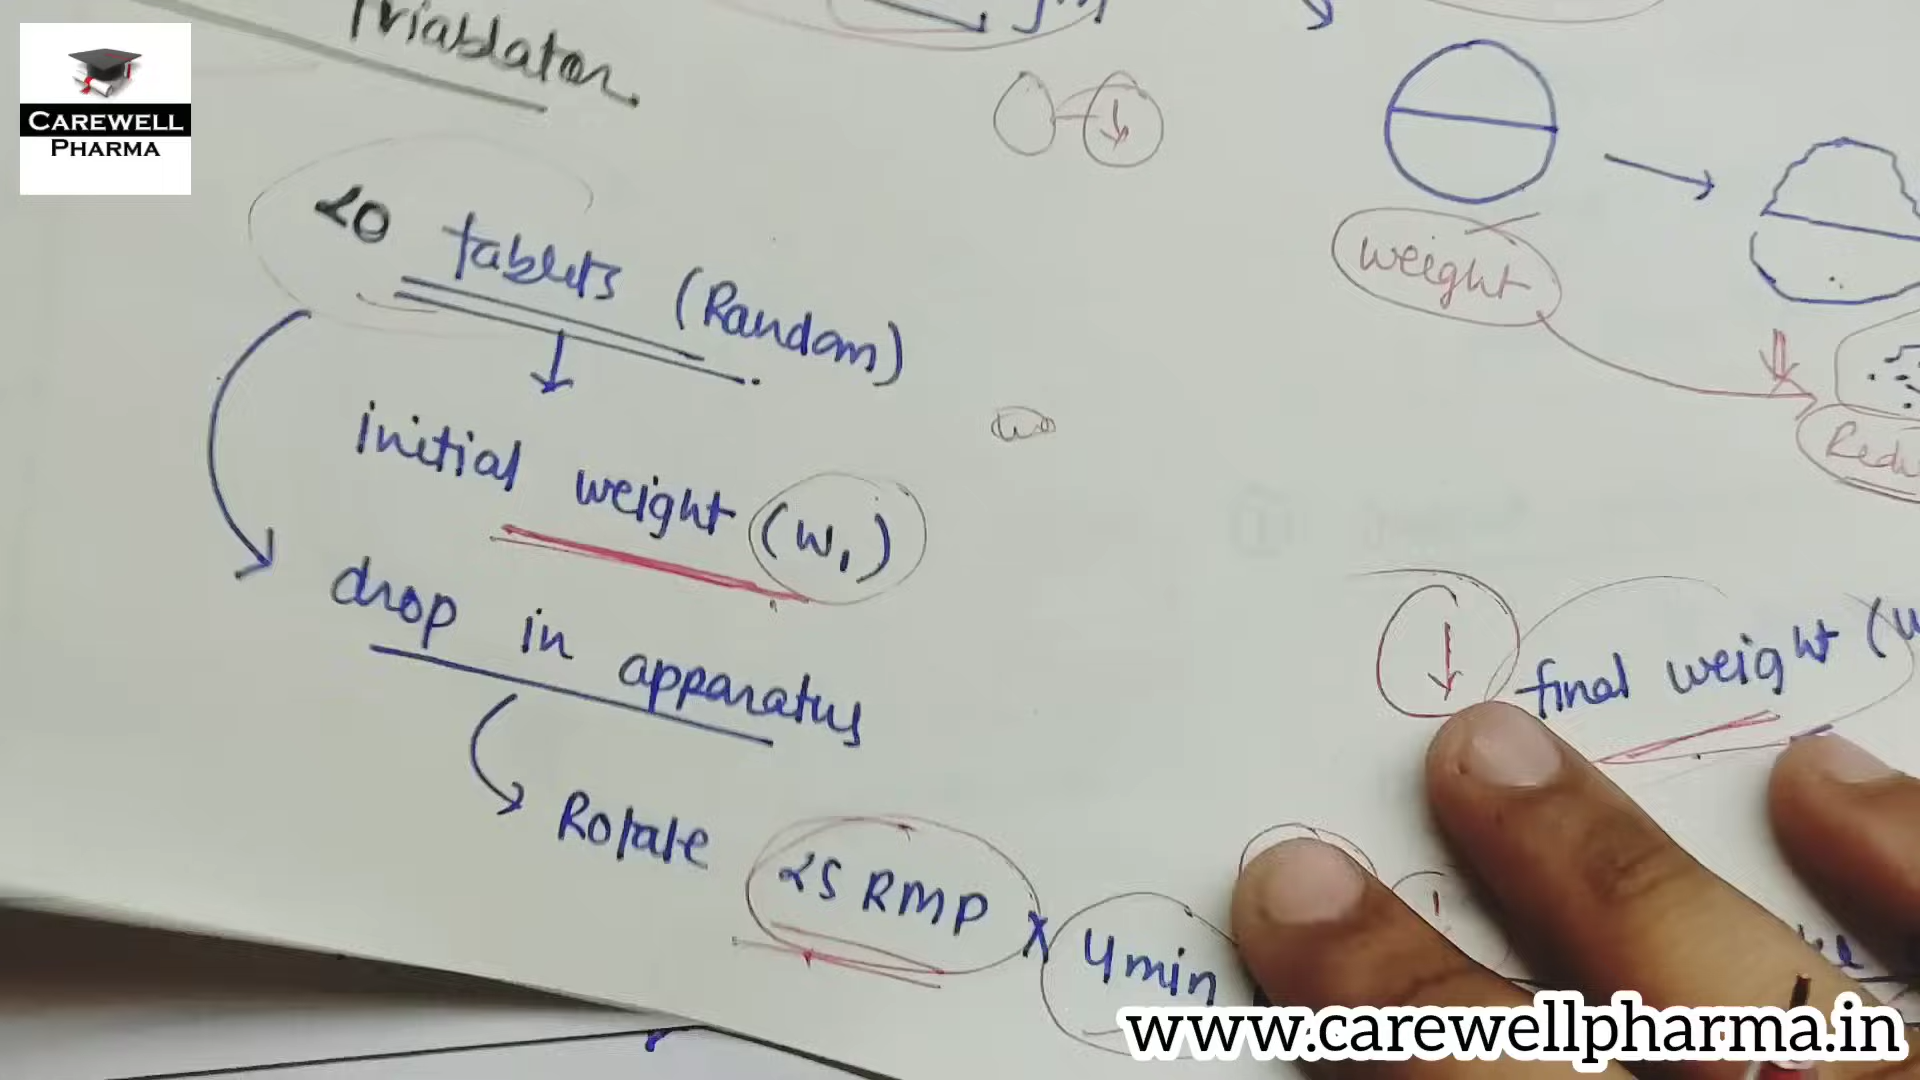 CAREWELL
PHARMA
Friablator.
20 tablets (Random)
initial weight (W1)
drop in apparatus
Rotate 25 RMP x 4min
weight
final weight
www.carewellpharma.in